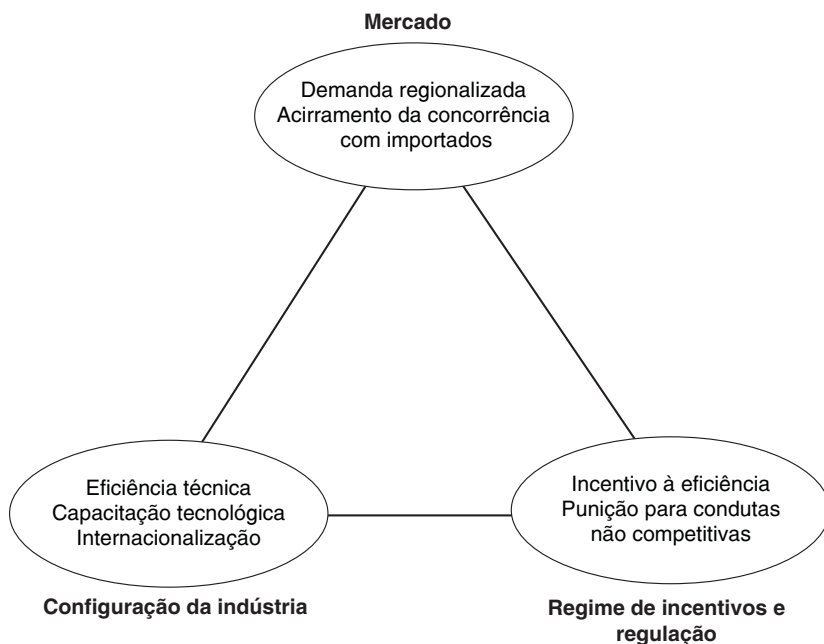 Mercado
Demanda regionalizada
Acirramento da concorrência
com importados
Eficiência técnica
Capacitação tecnológica
Internacionalização
Configuração da indústria
Incentivo à eficiência
Punição para condutas
não competitivas
Regime de incentivos e
regulação